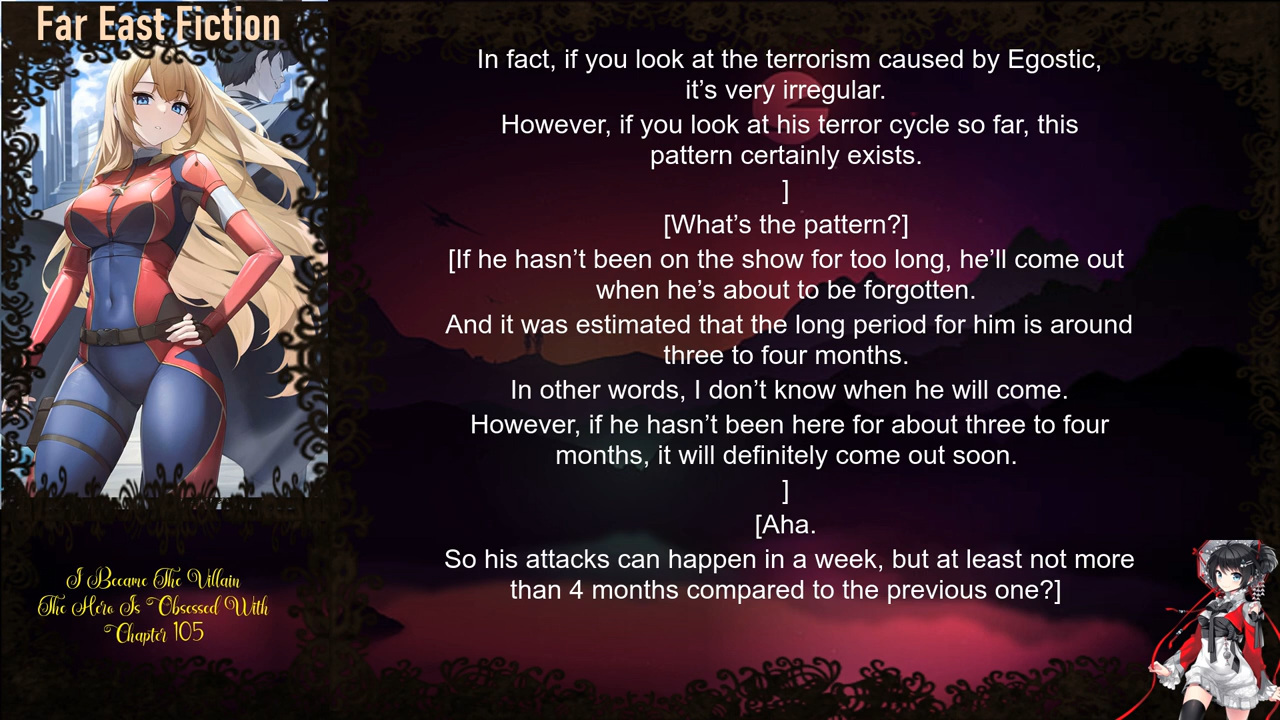 Far East Fiction
In fact, if you look at the terrorism caused by Egostic,
it’s very irregular.
However, if you look at his terror cycle so far, this
pattern certainly exists.
]
[What’s the pattern?]
[If he hasn’t been on the show for too long, he’ll come out
when he’s about to be forgotten.
And it was estimated that the long period for him is around
three to four months.
In other words, I don’t know when he will come.
However, if he hasn’t been here for about three to four
months, it will definitely come out soon.
]
[Aha.
So his attacks can happen in a week, but at least not more
than 4 months compared to the previous one?]
I Became The Villain
The Hero Is Obsessed With
Chapter 105